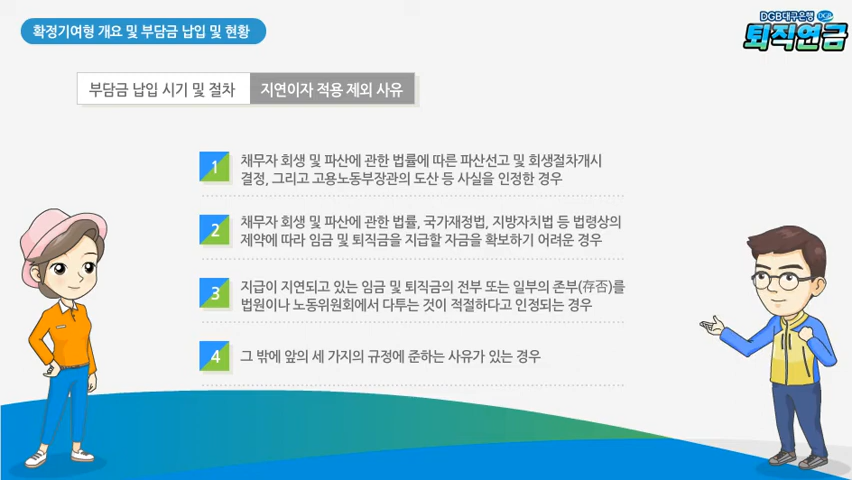 확정기여형 개요 및 부담금 납입 및 현황
DGB대구은행 DGB
퇴직연금
부담금 납입 시기 및 절차 지연이자 적용 제외 사유
1 채무자 회생 및 파산에 관한 법률에 따른 파산선고 및 회생절차개시
결정, 그리고 고용노동부장관의 도산 등 사실을 인정한 경우
2 채무자 회생 및 파산에 관한 법률, 국가재정법, 지방자치법 등 법령상의
제약에 따라 임금 및 퇴직금을 지급할 자금을 확보하기 어려운 경우
3 지급이 지연되고 있는 임금 및 퇴직금의 전부 또는 일부의 존부(存否)를
법원이나 노동위원회에서 다투는 것이 적절하다고 인정되는 경우
4 그 밖에 앞의 세 가지의 규정에 준하는 사유가 있는 경우